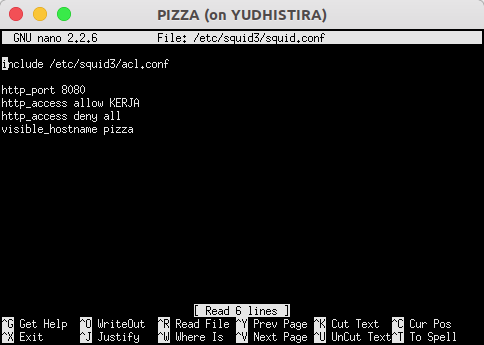 PIZZA (on YUDHISTIRA)
GNU nano 2.2.6 File: /etc/squid3/squid.conf
include /etc/squid3/acl.conf
http_port 8080
http_access allow KERJA
http_access deny all
visible_hostname pizza
[ Read 6 lines ]
^G Get Help ^O WriteOut ^R Read File ^Y Prev Page ^K Cut Text ^C Cur Pos
^X Exit ^J Justify ^W Where Is ^V Next Page ^U UnCut Text ^T To Spell